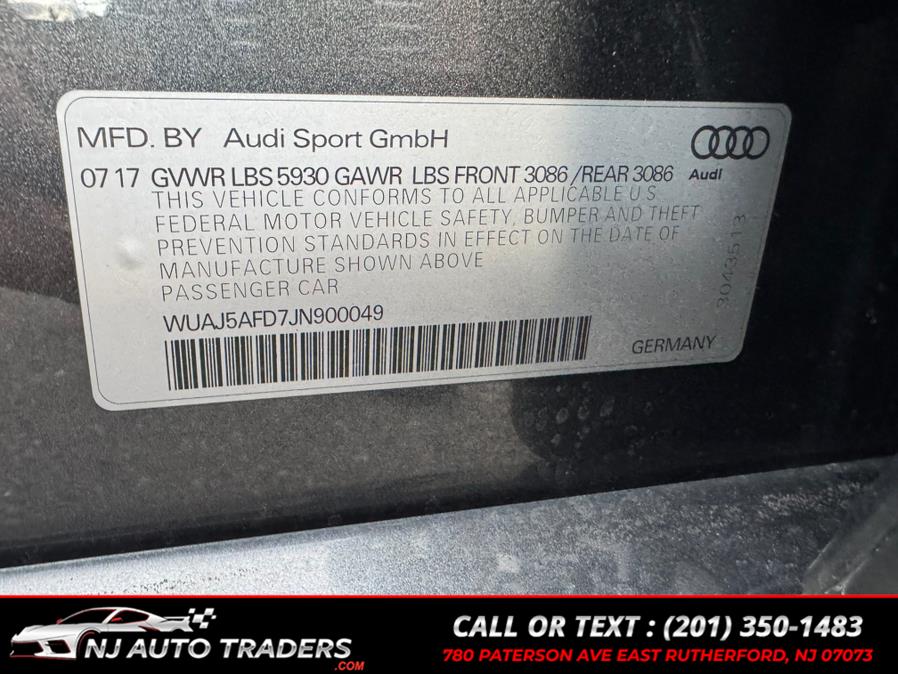 MFD. BY Audi Sport GmbH
07 17 GVWR LBS 5930 GAWR LBS FRONT 3086 / REAR 3086
Audi
THIS VEHICLE CONFORMS TO ALL APPLICABLE U.S.
FEDERAL MOTOR VEHICLE SAFETY, BUMPER AND THEFT
PREVENTION STANDARDS IN EFFECT ON THE DATE OF
MANUFACTURE SHOWN ABOVE
PASSENGER CAR
3043513
WUAJ5AFD7JN900049
GERMANY
NJ AUTO TRADERS
.COM
CALL OR TEXT : (201) 350-1483
780 PATERSON AVE EAST RUTHERFORD, NJ 07073